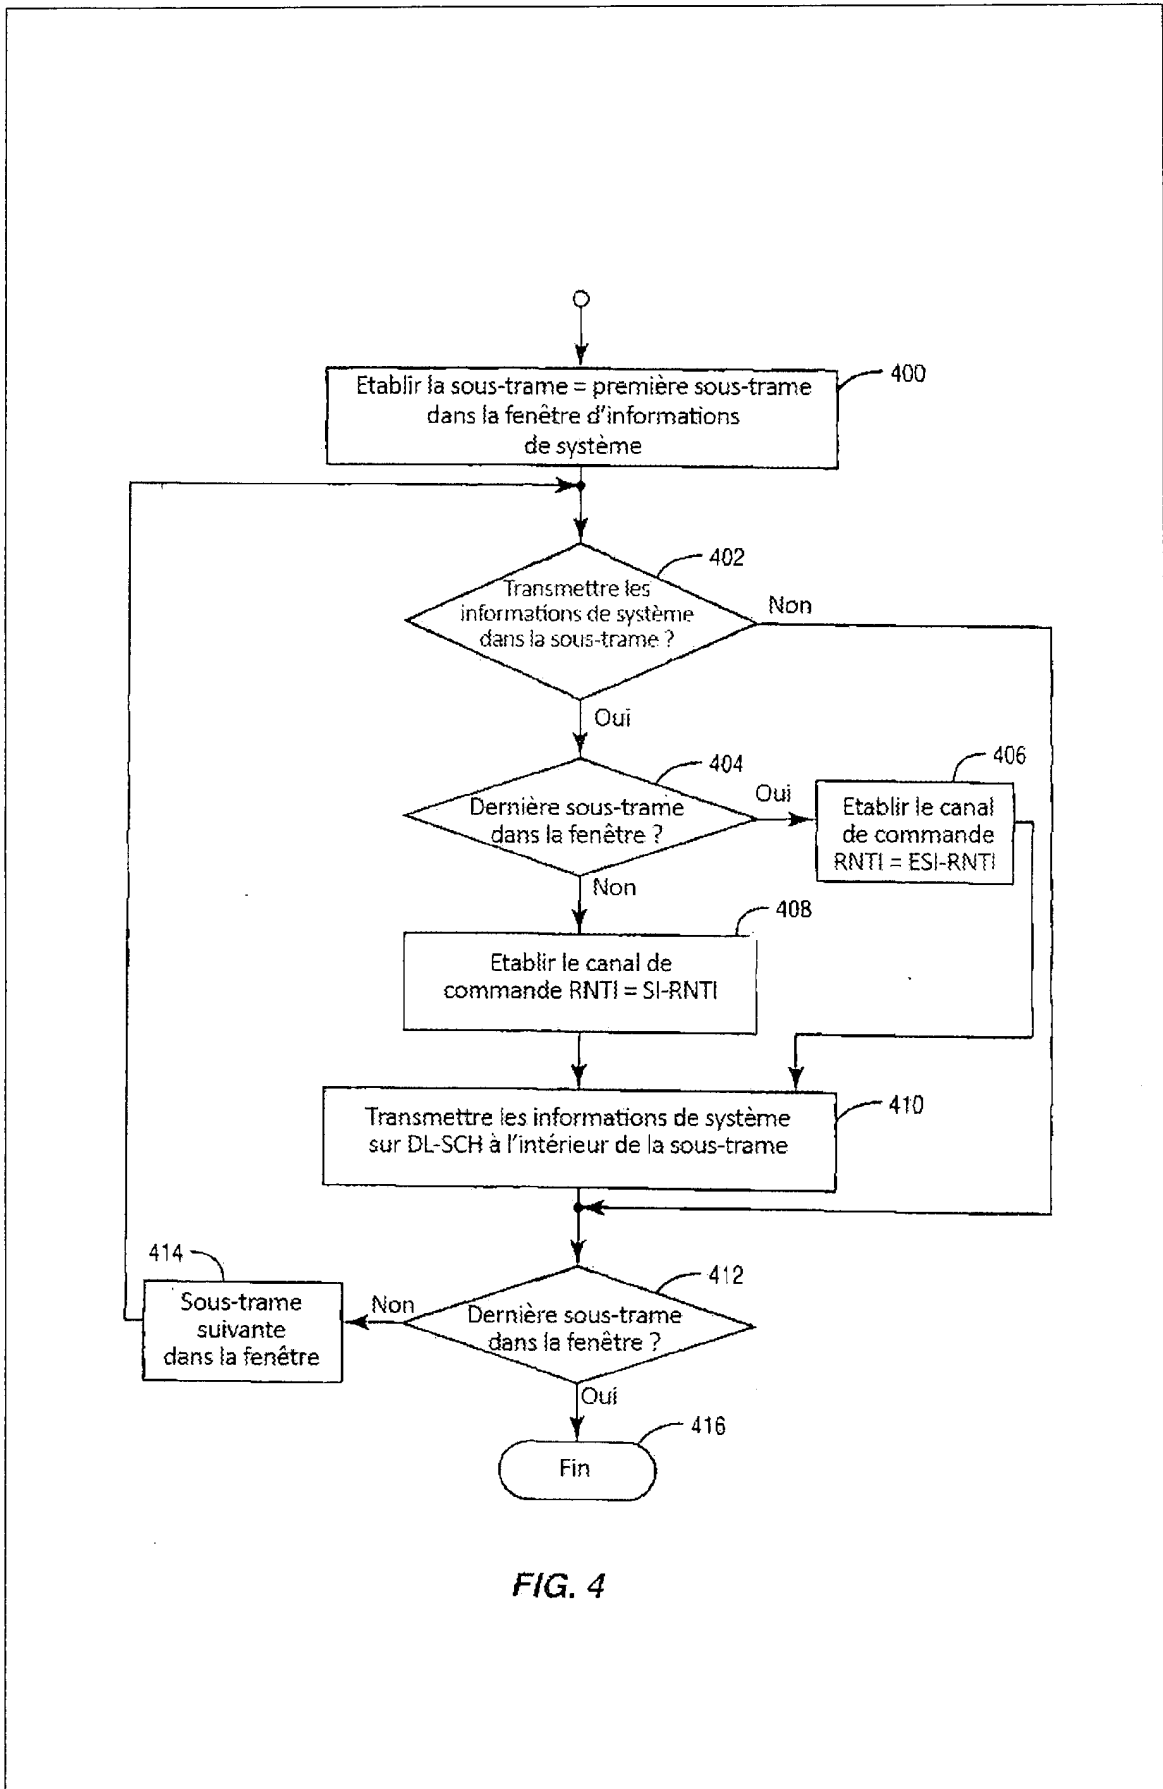 400
Etablir la sous-trame = première sous-trame
dans la fenêtre d'informations
de système
402
Transmettre les
informations de système
dans la sous-trame ?
Non
Oui
404
Dernière sous-trame
dans la fenêtre ?
Oui
406
Etablir le canal
de commande
RNTI = ESI-RNTI
Non
408
Etablir le canal de
commande RNTI = SI-RNTI
410
Transmettre les informations de système
sur DL-SCH à l'intérieur de la sous-trame
412
Dernière sous-trame
dans la fenêtre ?
Non
414
Sous-trame
suivante
dans la fenêtre
Oui
416
Fin
FIG. 4